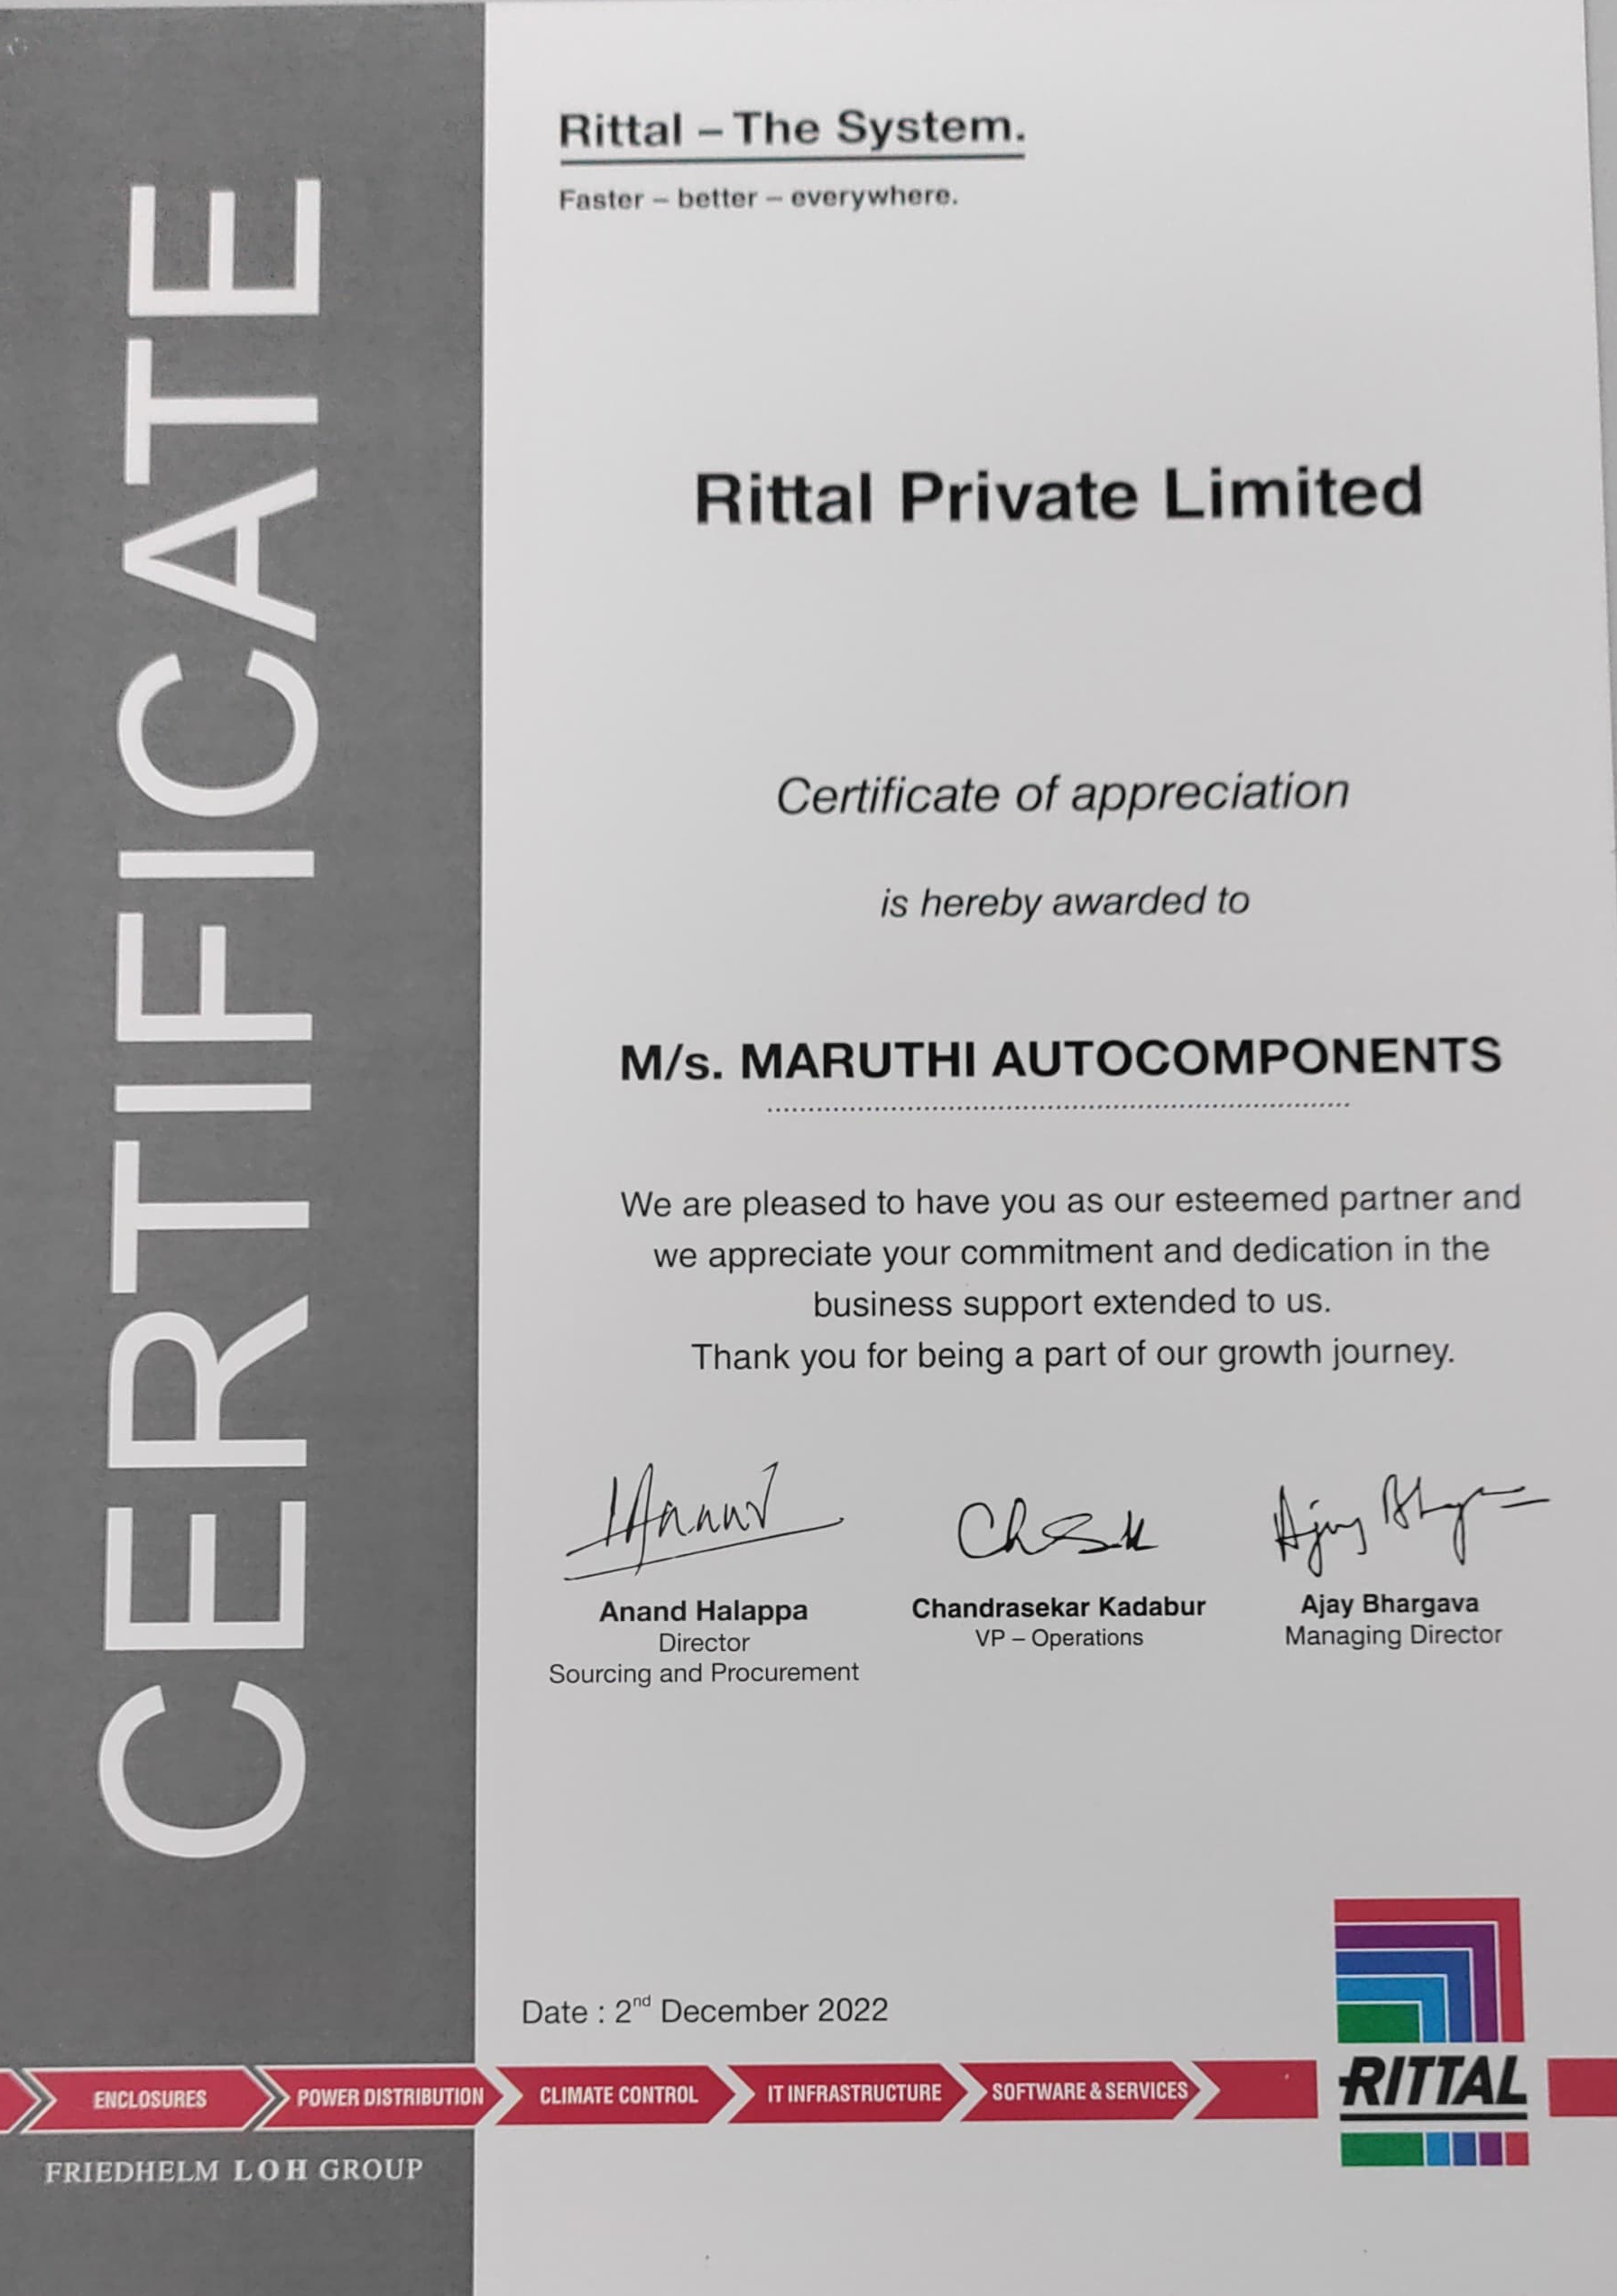 CERTIFICATE
Rittal – The System.
Faster – better – everywhere.
Rittal Private Limited
Certificate of appreciation
is hereby awarded to
M/s. MARUTHI AUTOCOMPONENTS
We are pleased to have you as our esteemed partner and
we appreciate your commitment and dedication in the
business support extended to us.
Thank you for being a part of our growth journey.
Anand Halappa
Director
Sourcing and Procurement
Chandrasekar Kadabur
VP – Operations
Ajay Bhargava
Managing Director
Date : 2nd December 2022
ENCLOSURES POWER DISTRIBUTION CLIMATE CONTROL IT INFRASTRUCTURE SOFTWARE & SERVICES
RITTAL
FRIEDHELM LOH GROUP